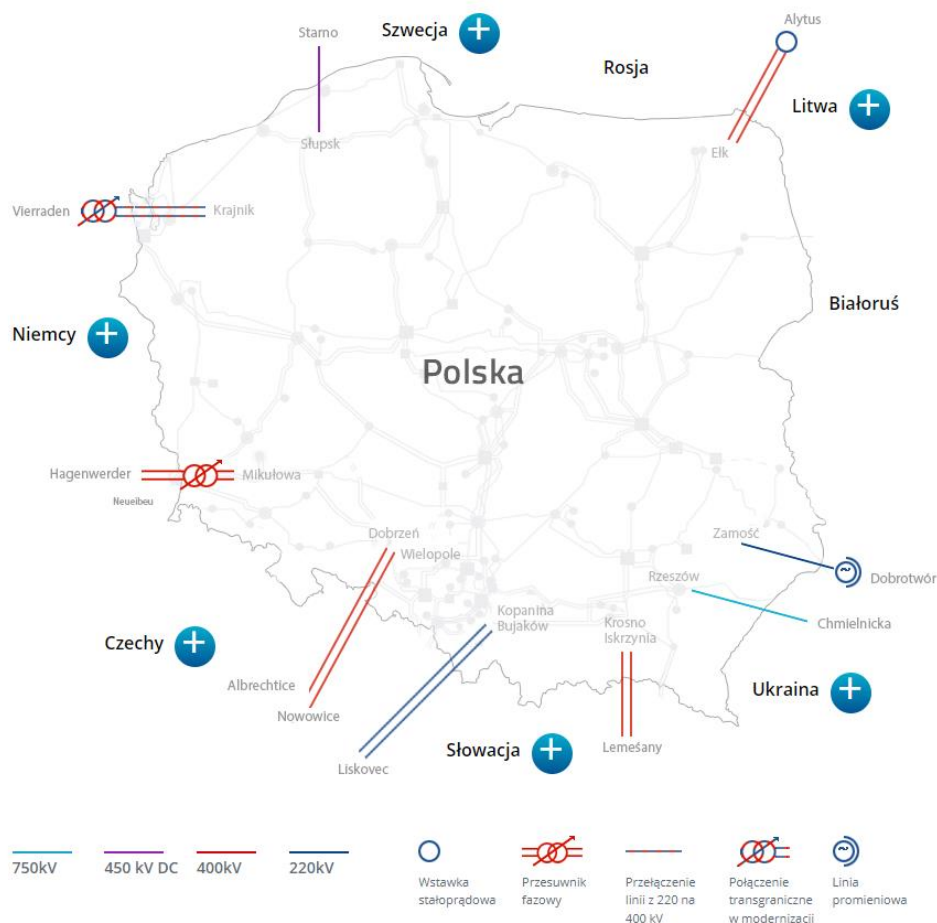 Alytus
Starno
Szwecja
Rosja
Litwa
Słupsk
Ełk
Vierraden
Krajnik
Białoruś
Niemcy
Polska
Hagenwerder
Mikułowa
Neueibeu
Dobrzeń
Wielopole
Zamość
Rzeszów
Dobrotwór
Kopanina
Bujaków
Krosno
Iskrzynia
Chmielnicka
Czechy
Albrechtice
Nowowice
Ukraina
Słowacja
Lemešany
Liskovec
750kV
450 kV DC
400kV
220kV
Wstawka
stałoprądowa
Przesuwnik
fazowy
Przełączenie
linii z 220 na
400 kV
Połączenie
transgraniczne
w modernizacji
Linia
promieniowa